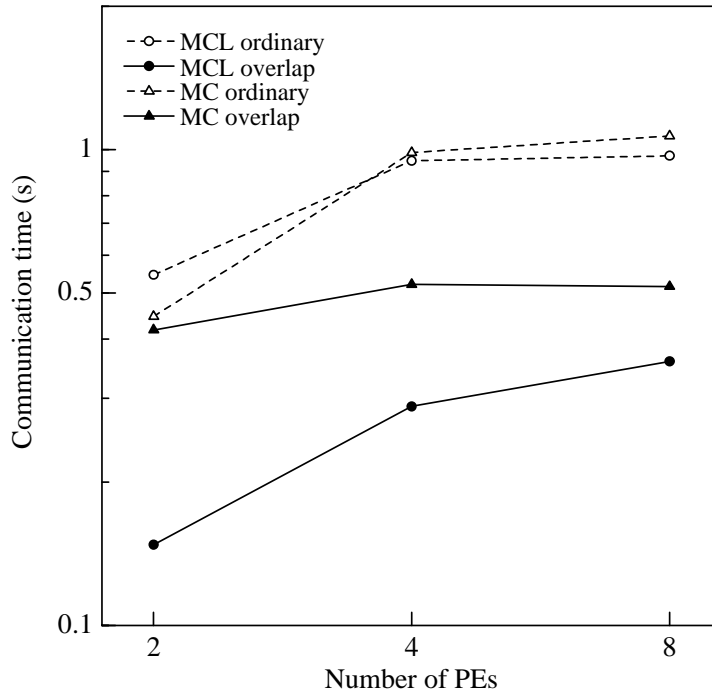 MCL ordinary
MCL overlap
MC ordinary
MC overlap
Communication time (s)
1
0.5
0.1
2 4 8
Number of PEs